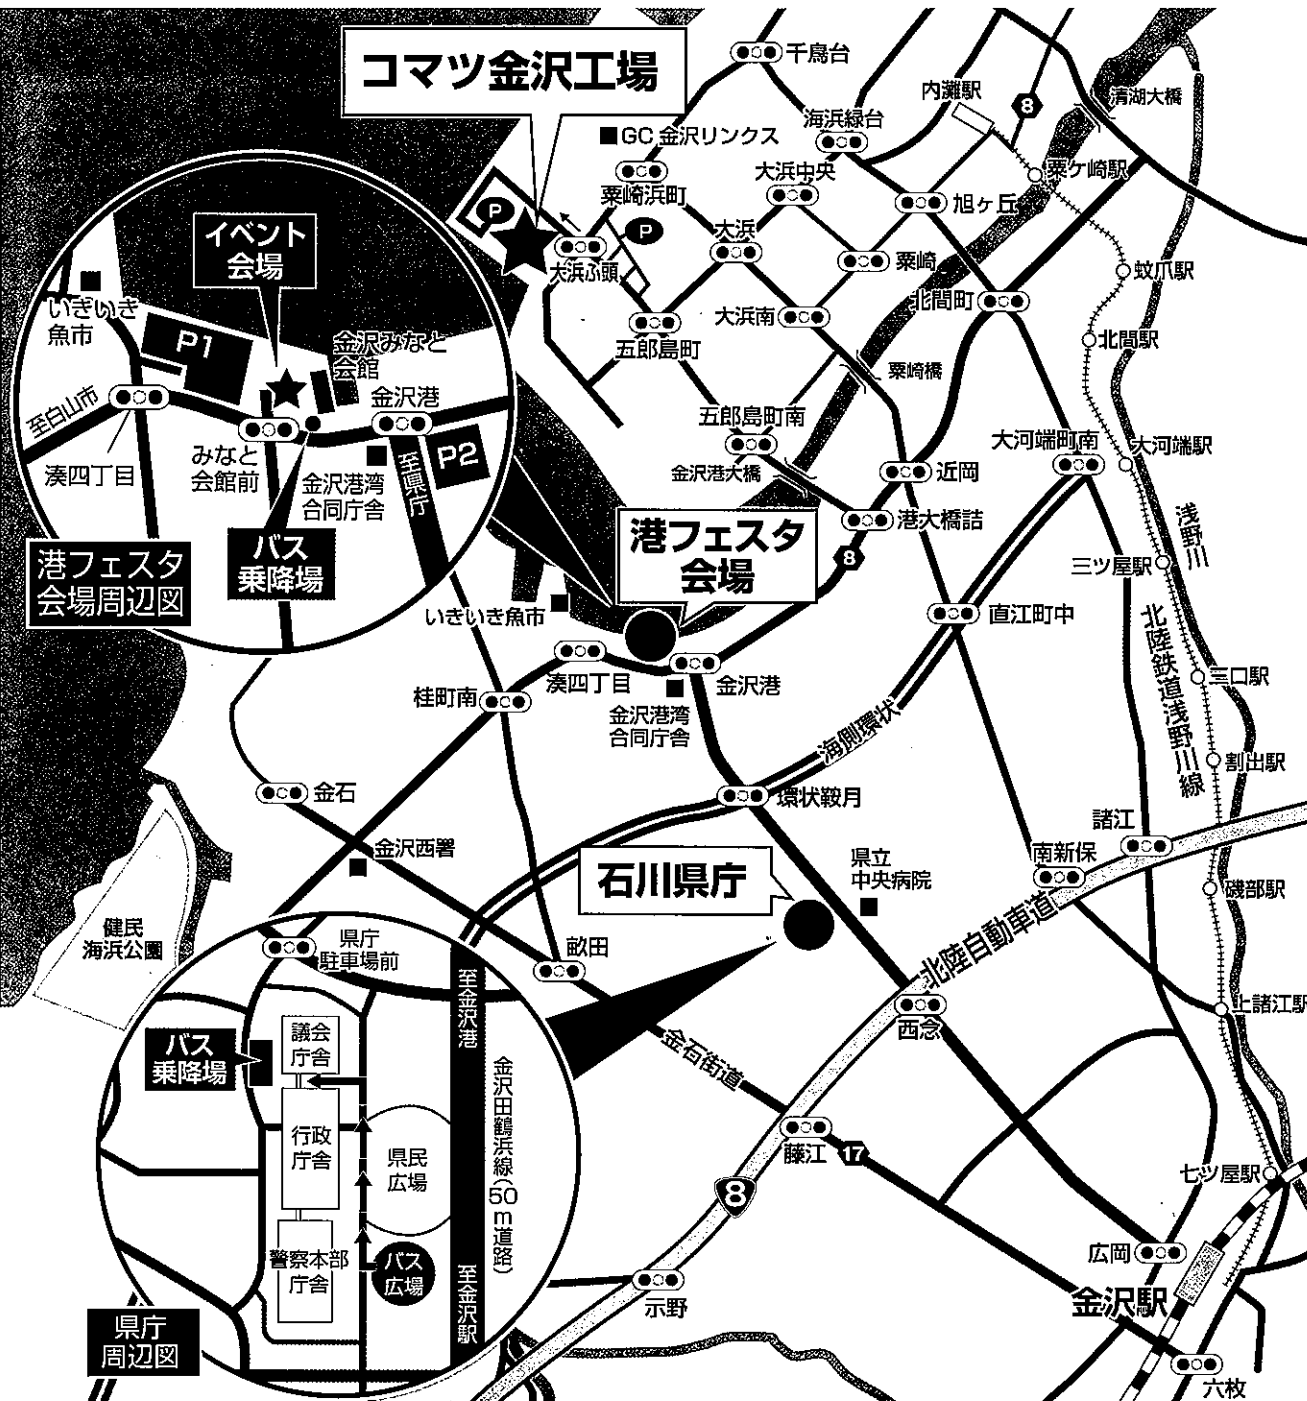 コマツ金沢工場
千鳥台
内灘駅
8
清湖大橋
GC 金沢リンクス
海浜緑台
大浜中央
粟ケ崎駅
粟崎浜町
旭ヶ丘
P
P
大浜
大浜ふ頭
粟崎
蚊爪駅
北間町
大浜南
五郎島町
北間駅
粟崎橋
五郎島町南
大河端町南
大河端駅
金沢港大橋
近岡
港大橋詰
浅野川
8
三ツ屋駅
直江町中
北陸鉄道浅野川線
三口駅
割出駅
イベント
会場
いきいき
魚市
P1
金沢みなと
会館
至白山市
金沢港
湊四丁目
みなと
会館前
金沢港湾
合同庁舎
至県庁
P2
バス
乗降場
港フェスタ
会場周辺図
港フェスタ
会場
いきいき魚市
湊四丁目
金沢港
桂町南
金沢港湾
合同庁舎
海側環状
環状鞍月
金石
金沢西署
諸江
南新保
石川県庁
県立
中央病院
磯部駅
健民
海浜公園
畝田
北陸自動車道
西念
上諸江駅
金石街道
藤江
17
七ツ屋駅
8
広岡
金沢駅
示野
六枚
県庁
駐車場前
至金沢港
議会
庁舎
バス
乗降場
行政
庁舎
県民
広場
金沢田鶴浜線(50m道路)
警察本部
庁舎
バス
広場
至金沢駅
県庁
周辺図